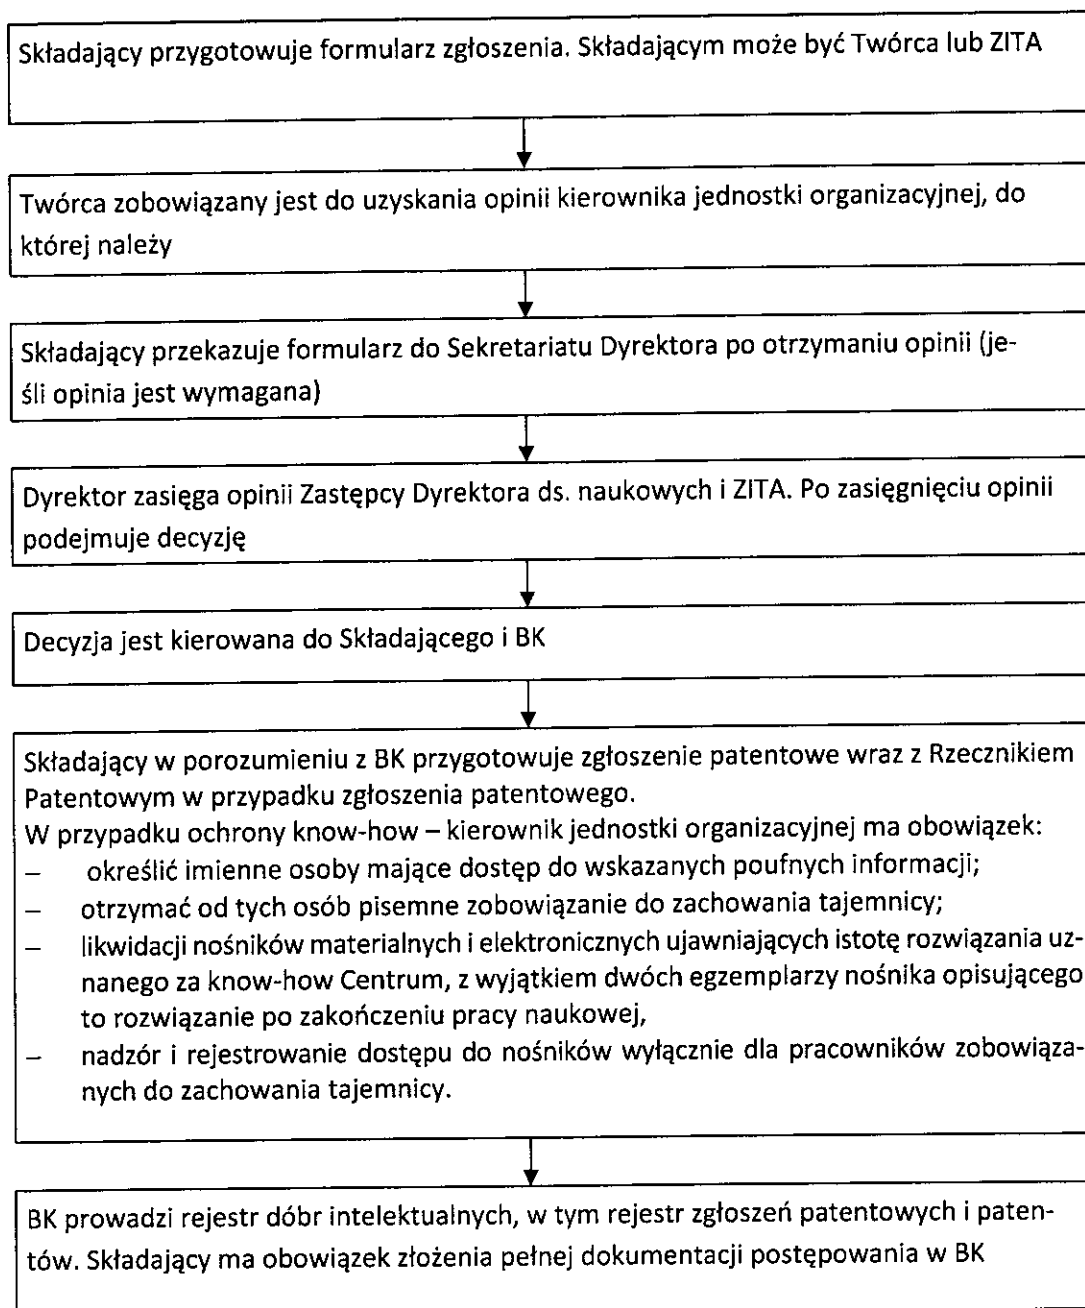 Składający przygotowuje formularz zgłoszenia. Składającym może być Twórca lub ZITA
Twórca zobowiązany jest do uzyskania opinii kierownika jednostki organizacyjnej, do
której należy
Składający przekazuje formularz do Sekretariatu Dyrektora po otrzymaniu opinii (je-
śli opinia jest wymagana)
Dyrektor zasięga opinii Zastępcy Dyrektora ds. naukowych i ZITA. Po zasięgnięciu opinii
podejmuje decyzję
Decyzja jest kierowana do Składającego i BK
Składający w porozumieniu z BK przygotowuje zgłoszenie patentowe wraz z Rzecznikiem
Patentowym w przypadku zgłoszenia patentowego.
W przypadku ochrony know-how – kierownik jednostki organizacyjnej ma obowiązek:
– określić imienne osoby mające dostęp do wskazanych poufnych informacji;
– otrzymać od tych osób pisemne zobowiązanie do zachowania tajemnicy;
– likwidacji nośników materialnych i elektronicznych ujawniających istotę rozwiązania uz-
nanego za know-how Centrum, z wyjątkiem dwóch egzemplarzy nośnika opisującego
to rozwiązanie po zakończeniu pracy naukowej,
– nadzór i rejestrowanie dostępu do nośników wyłącznie dla pracowników zobowiąza-
nych do zachowania tajemnicy.
BK prowadzi rejestr dóbr intelektualnych, w tym rejestr zgłoszeń patentowych i paten-
tów. Składający ma obowiązek złożenia pełnej dokumentacji postępowania w BK